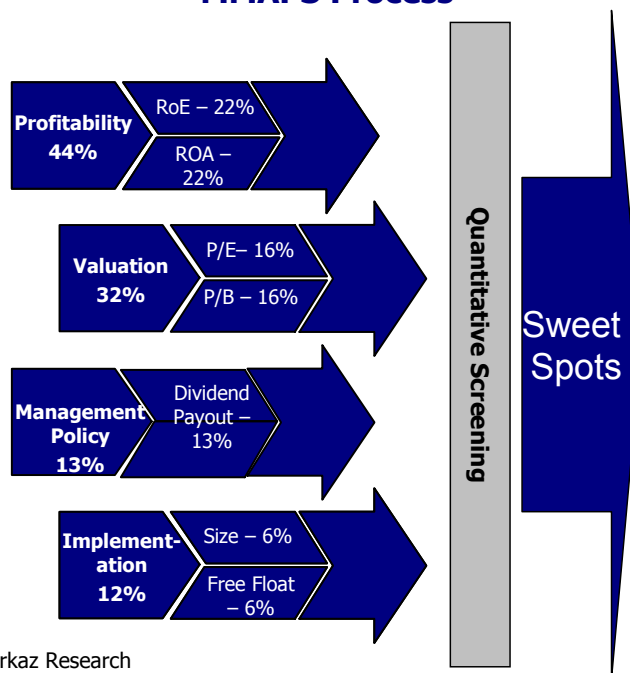 Profitability
44%
RoE – 22%
ROA –
22%
Valuation
32%
P/E– 16%
P/B – 16%
Management
Policy
13%
Dividend
Payout –
13%
Implement-
ation
12%
Size – 6%
Free Float
– 6%
Quantitative Screening
Sweet
Spots
rkaz Research